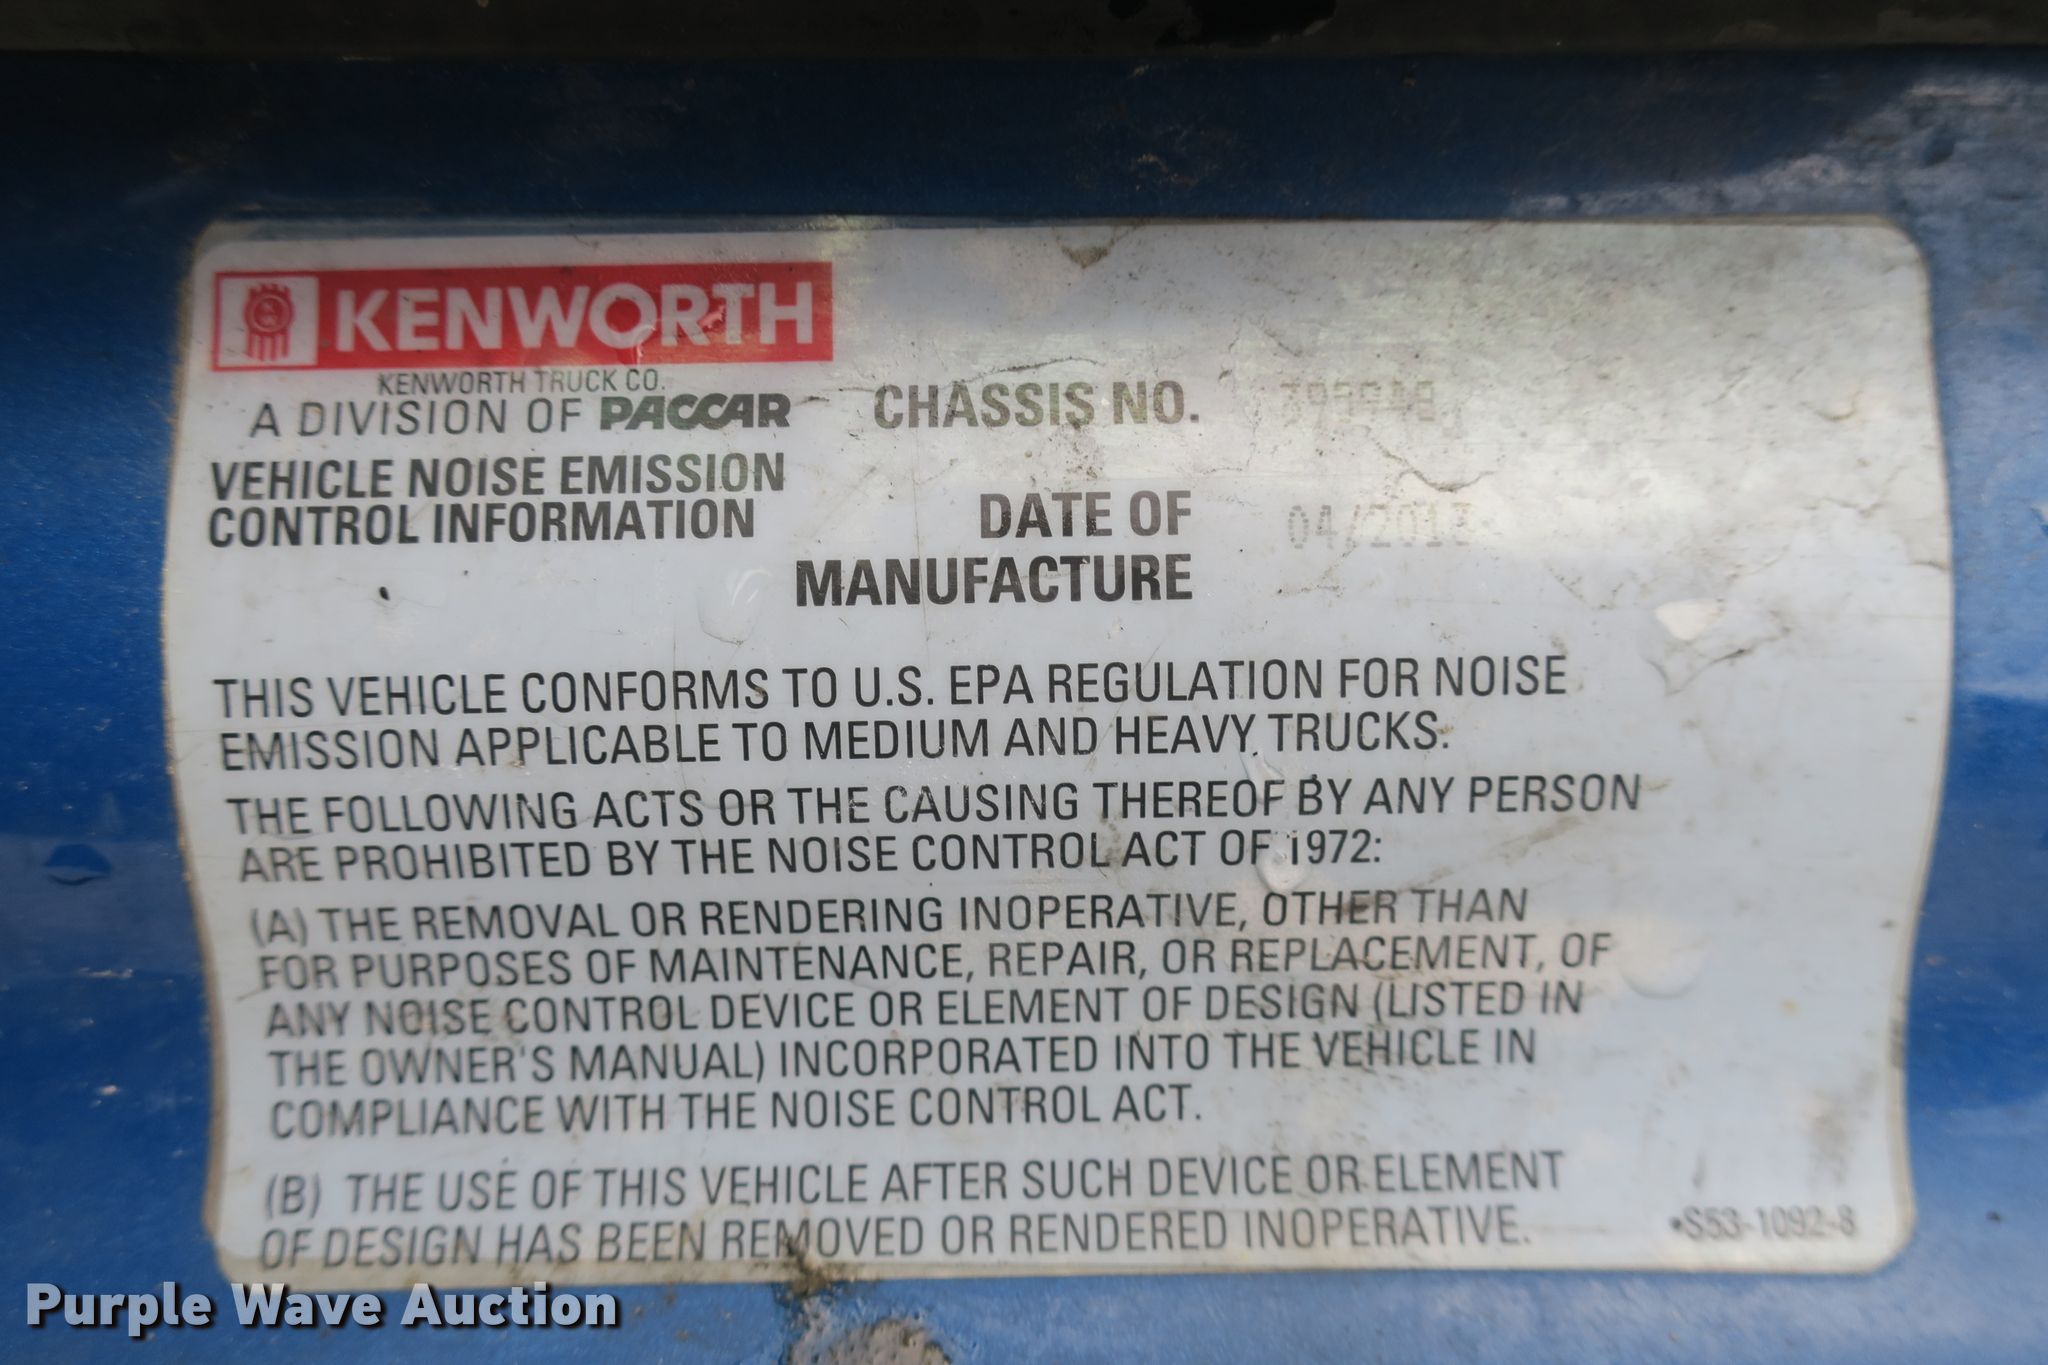 KENWORTH
KENWORTH TRUCK CO.
A DIVISION OF PACCAR
CHASSIS NO.
VEHICLE NOISE EMISSION
CONTROL INFORMATION
DATE OF
MANUFACTURE
THIS VEHICLE CONFORMS TO U.S. EPA REGULATION FOR NOISE
EMISSION APPLICABLE TO MEDIUM AND HEAVY TRUCKS.
THE FOLLOWING ACTS OR THE CAUSING THEREOF BY ANY PERSON
ARE PROHIBITED BY THE NOISE CONTROL ACT OF 1972:
(A) THE REMOVAL OR RENDERING INOPERATIVE, OTHER THAN
FOR PURPOSES OF MAINTENANCE, REPAIR, OR REPLACEMENT, OF
ANY NOISE CONTROL DEVICE OR ELEMENT OF DESIGN (LISTED IN
THE OWNER'S MANUAL) INCORPORATED INTO THE VEHICLE IN
COMPLIANCE WITH THE NOISE CONTROL ACT.
(B) THE USE OF THIS VEHICLE AFTER SUCH DEVICE OR ELEMENT
OF DESIGN HAS BEEN REMOVED OR RENDERED INOPERATIVE.
•S53-1092-8
Purple Wave Auction